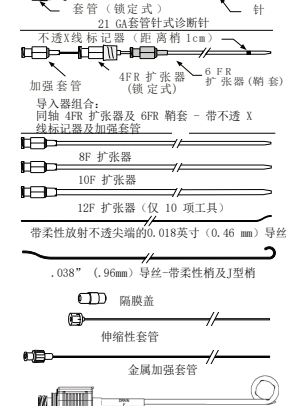 套管（锁定式） 针
21 GA套管针式诊断针
不透X线标记器（距离梢1cm）
加强套管
4FR 扩张器
(锁定式)
6FR
扩张器(鞘套)
导入器组合：
同轴 4FR 扩张器及 6FR 鞘套 - 带不透 X
线标记器及加强套管
8F 扩张器
10F 扩张器
12F 扩张器（仅 10 项工具）
带柔性放射不透尖端的0.018英寸（0.46 mm）导丝
.038” (.96mm) 导丝-带柔性梢及J型梢
隔膜盖
伸缩性套管
金属加强套管